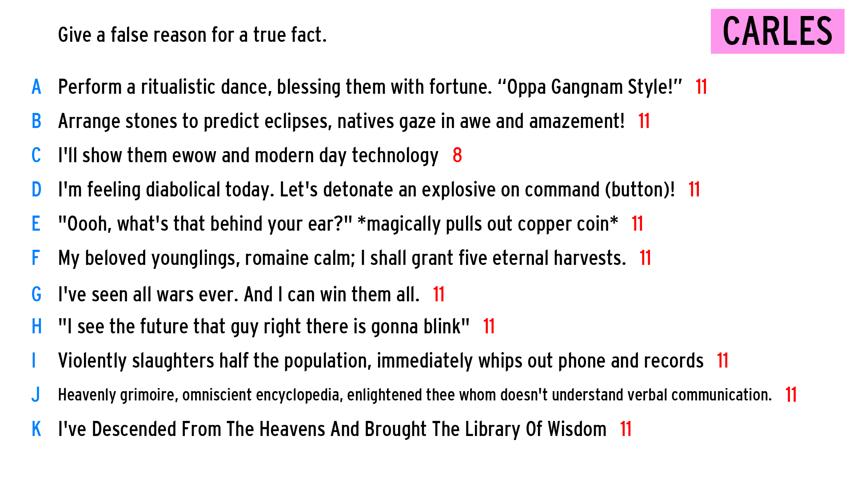 Give a false reason for a true fact.
CARLES
A Perform a ritualistic dance, blessing them with fortune. “Oppa Gangnam Style!” 11
B Arrange stones to predict eclipses, natives gaze in awe and amazement! 11
C I'll show them ewow and modern day technology 8
D I'm feeling diabolical today. Let's detonate an explosive on command (button)! 11
E "Oooh, what's that behind your ear?" *magically pulls out copper coin* 11
F My beloved younglings, romaine calm; I shall grant five eternal harvests. 11
G I've seen all wars ever. And I can win them all. 11
H "I see the future that guy right there is gonna blink" 11
I Violently slaughters half the population, immediately whips out phone and records 11
J Heavenly grimoire, omniscient encyclopedia, enlightened thee whom doesn't understand verbal communication. 11
K I've Descended From The Heavens And Brought The Library Of Wisdom 11